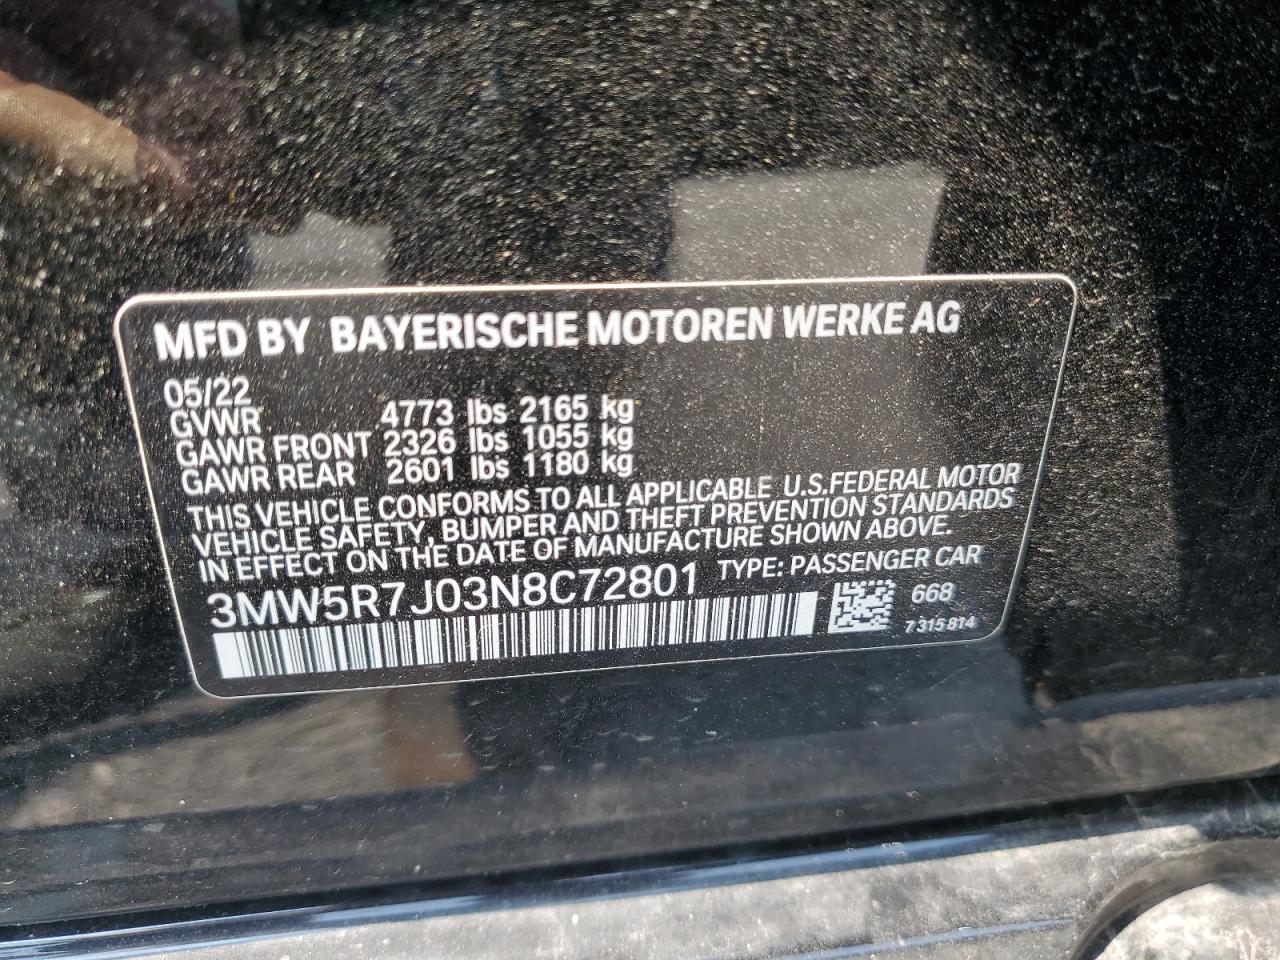 MFD BY BAYERISCHE MOTOREN WERKE AG
05/22
GVWR 4773 lbs 2165 kg
GAWR FRONT 2326 lbs 1055 kg
GAWR REAR 2601 lbs 1180 kg
THIS VEHICLE CONFORMS TO ALL APPLICABLE U.S.FEDERAL MOTOR
VEHICLE SAFETY, BUMPER AND THEFT PREVENTION STANDARDS
IN EFFECT ON THE DATE OF MANUFACTURE SHOWN ABOVE.
3MW5R7J03N8C72801 TYPE: PASSENGER CAR
668
7 315 814